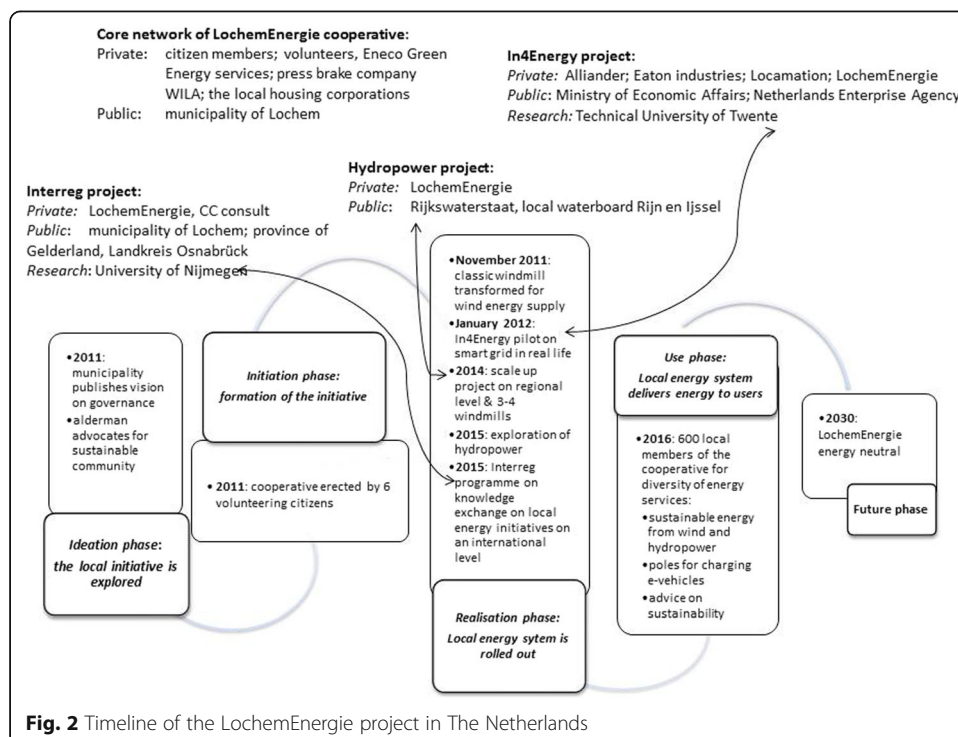 Core network of LochemEnergie cooperative:
Private: citizen members; volunteers, Eneco Green
Energy services; press brake company
WILA; the local housing corporations
Public: municipality of Lochem
In4Energy project:
Private: Alliander; Eaton industries; Locamation; LochemEnergie
Public: Ministry of Economic Affairs; Netherlands Enterprise Agency
Research: Technical University of Twente
Hydropower project:
Private: LochemEnergie
Public: Rijkswaterstaat, local waterboard Rijn en Ijssel
Interreg project:
Private: LochemEnergie, CC consult
Public: municipality of Lochem; province of
Gelderland, Landkreis Osnabrück
Research: University of Nijmegen
•2011:
municipality
publishes vision
on governance
•alderman
advocates for
sustainable
community
Ideation phase:
the local initiative is
explored
Initiation phase:
formation of the initiative
•2011: cooperative erected by 6
volunteering citizens
•November 2011:
classic windmill
transformed for
wind energy supply
•January 2012:
In4Energy pilot on
smart grid in real life
•2014: scale up
project on regional
level & 3-4
windmills
•2015: exploration of
hydropower
•2015: Interreg
programme on
knowledge
exchange on local
energy initiatives on
an international
level
Realisation phase:
Local energy sytem is
rolled out
Use phase:
Local energy system
delivers energy to users
•2016: 600 local
members of the
cooperative for
diversity of energy
services:
•sustainable energy
from wind and
hydropower
•poles for charging
e-vehicles
•advice on
sustainability
•2030:
LochemEnergie
energy neutral
Future phase
Fig. 2 Timeline of the LochemEnergie project in The Netherlands